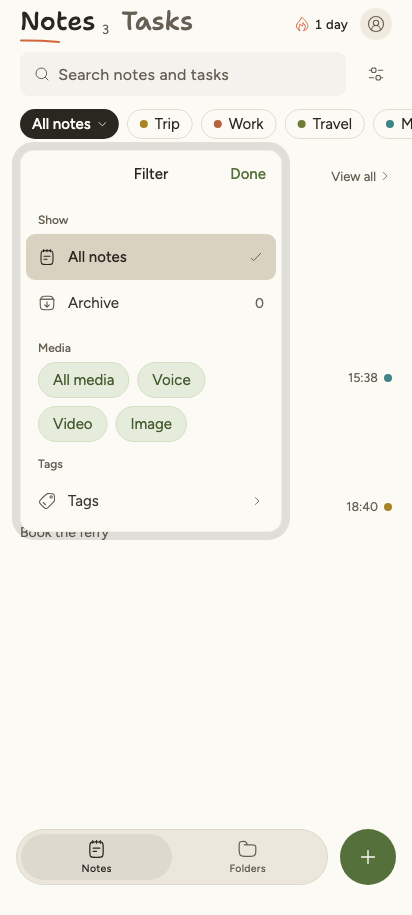 Notes 3 Tasks 1 day
Search notes and tasks
All notes Trip Work Travel M
Filter Done
View all
Show
All notes
Archive 0
Media
All media Voice
15:38
Video Image
Tags
Tags
18:40
Book the ferry
Notes Folders